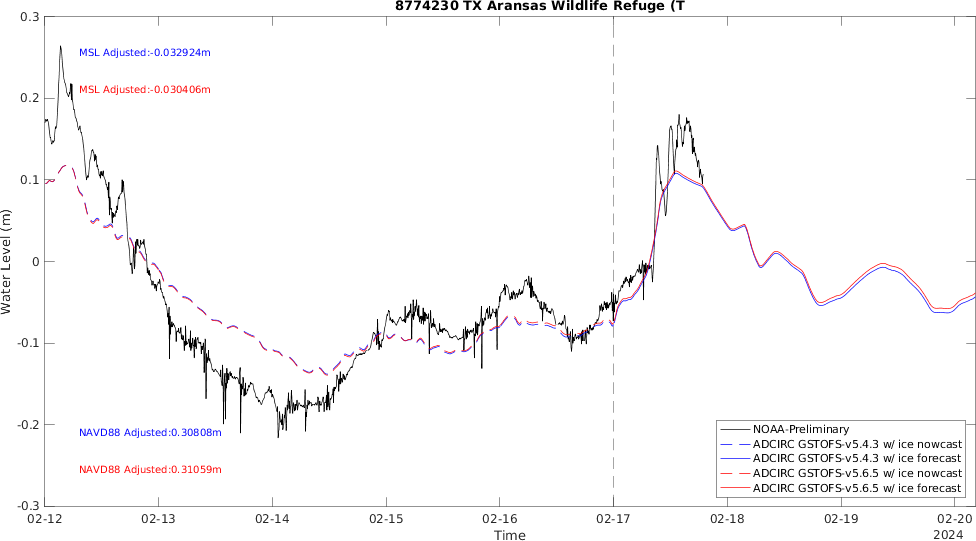 8774230 TX Aransas Wildlife Refuge (T
Water Level (m)
0.3
0.2
0.1
0
-0.1
-0.2
-0.3
MSL Adjusted:-0.032924m
MSL Adjusted:-0.030406m
NAVD88 Adjusted:0.30808m
NAVD88 Adjusted:0.31059m
NOAA-Preliminary
ADCIRC GSTOFS-v5.4.3 w/ ice nowcast
ADCIRC GSTOFS-v5.4.3 w/ ice forecast
ADCIRC GSTOFS-v5.6.5 w/ ice nowcast
ADCIRC GSTOFS-v5.6.5 w/ ice forecast
02-12 02-13 02-14 02-15 02-16 02-17 02-18 02-19 02-20
Time
2024